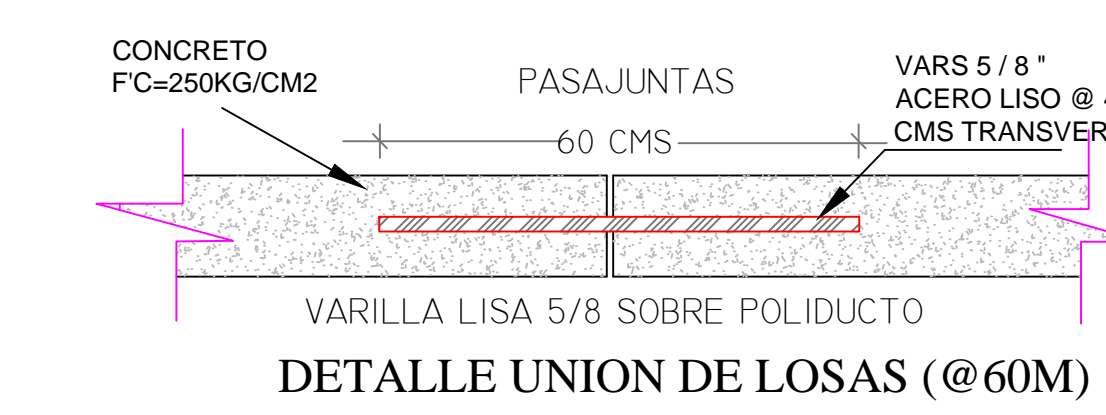 CONCRETO
F'C=250KG/CM2
PASAJUNTAS
60 CMS
VARS 5 / 8 "
ACERO LISO @
CMS
VARILLA LISA 5/8 SOBRE POLIDUCTO
DETALLE UNION DE LOSAS (@60M)